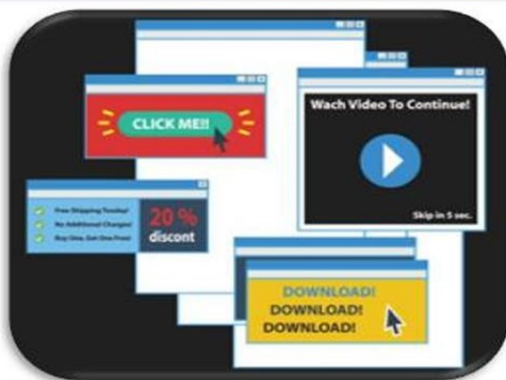 Wach Video To Continue!
CLICK ME!!
Skip in 5 sec.
Free Shipping Tuesday!
No Additional Charges!
Buy One, Get One Free!
20 %
discont
DOWNLOAD!
DOWNLOAD!
DOWNLOAD!